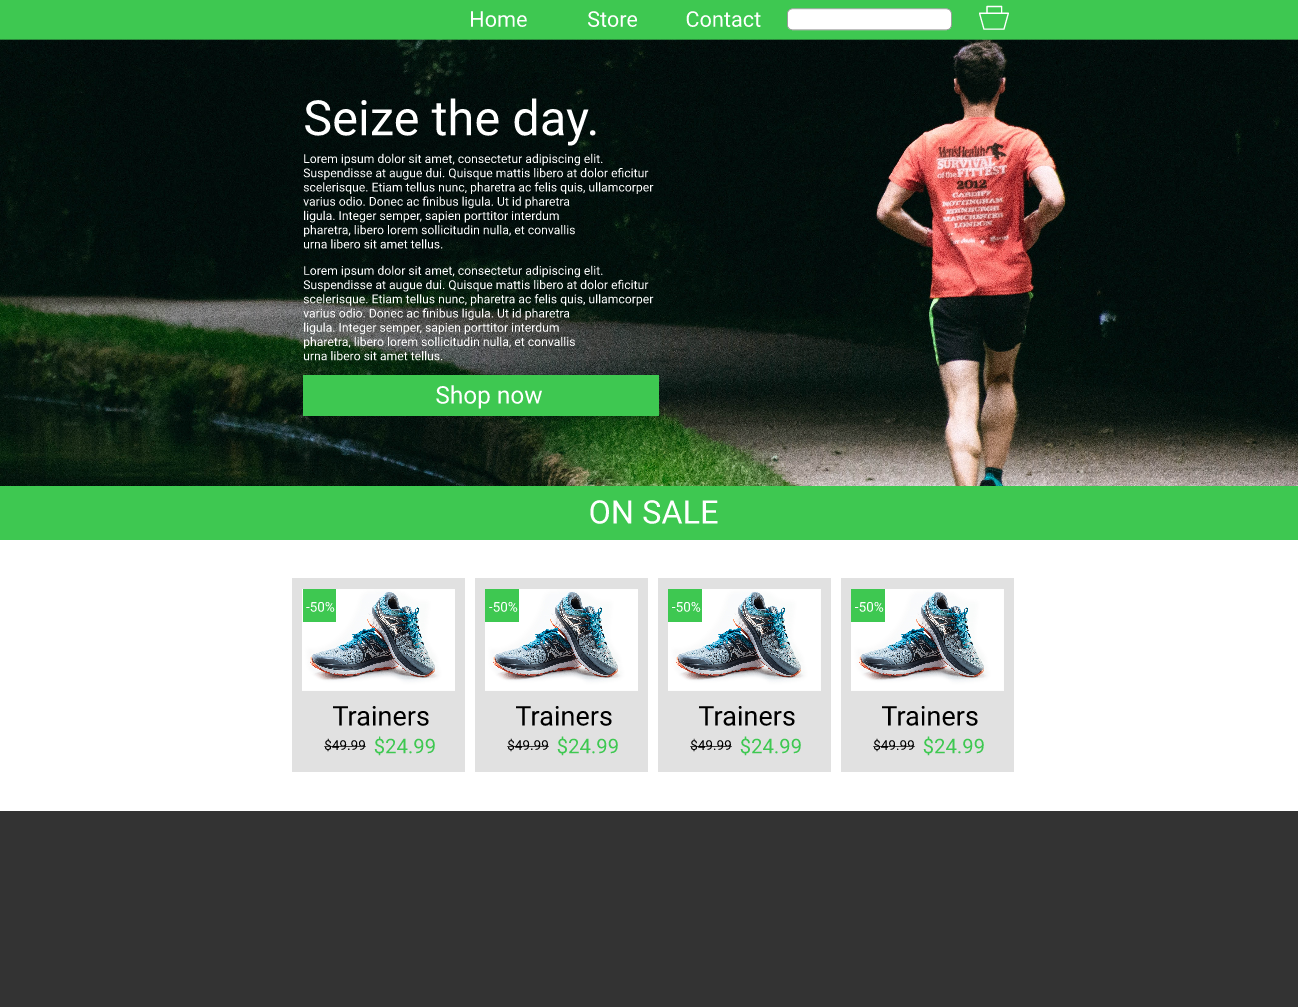 Home Store Contact
Seize the day.
Lorem ipsum dolor sit amet, consectetur adipiscing elit.
Suspendisse at augue dui. Quisque mattis libero at dolor eficitur
scelerisque. Etiam tellus nunc, pharetra ac felis quis, ullamcorper
varius odio. Donec ac finibus ligula. Ut id pharetra
ligula. Integer semper, sapien porttitor interdum
pharetra, libero lorem sollicitudin nulla, et convallis
urna libero sit amet tellus.
Lorem ipsum dolor sit amet, consectetur adipiscing elit.
Suspendisse at augue dui. Quisque mattis libero at dolor eficitur
scelerisque. Etiam tellus nunc, pharetra ac felis quis, ullamcorper
varius odio. Donec ac finibus ligula. Ut id pharetra
ligula. Integer semper, sapien porttitor interdum
pharetra, libero lorem sollicitudin nulla, et convallis
urna libero sit amet tellus.
Shop now
Men'sHealth
SURVIVAL
of the FITTEST
2012
CARDIFF
NOTTINGHAM
EDINBURGH
MANCHESTER
LONDON
ON SALE
-50% -50% -50% -50%
Trainers Trainers Trainers Trainers
$49.99 $24.99 $49.99 $24.99 $49.99 $24.99 $49.99 $24.99